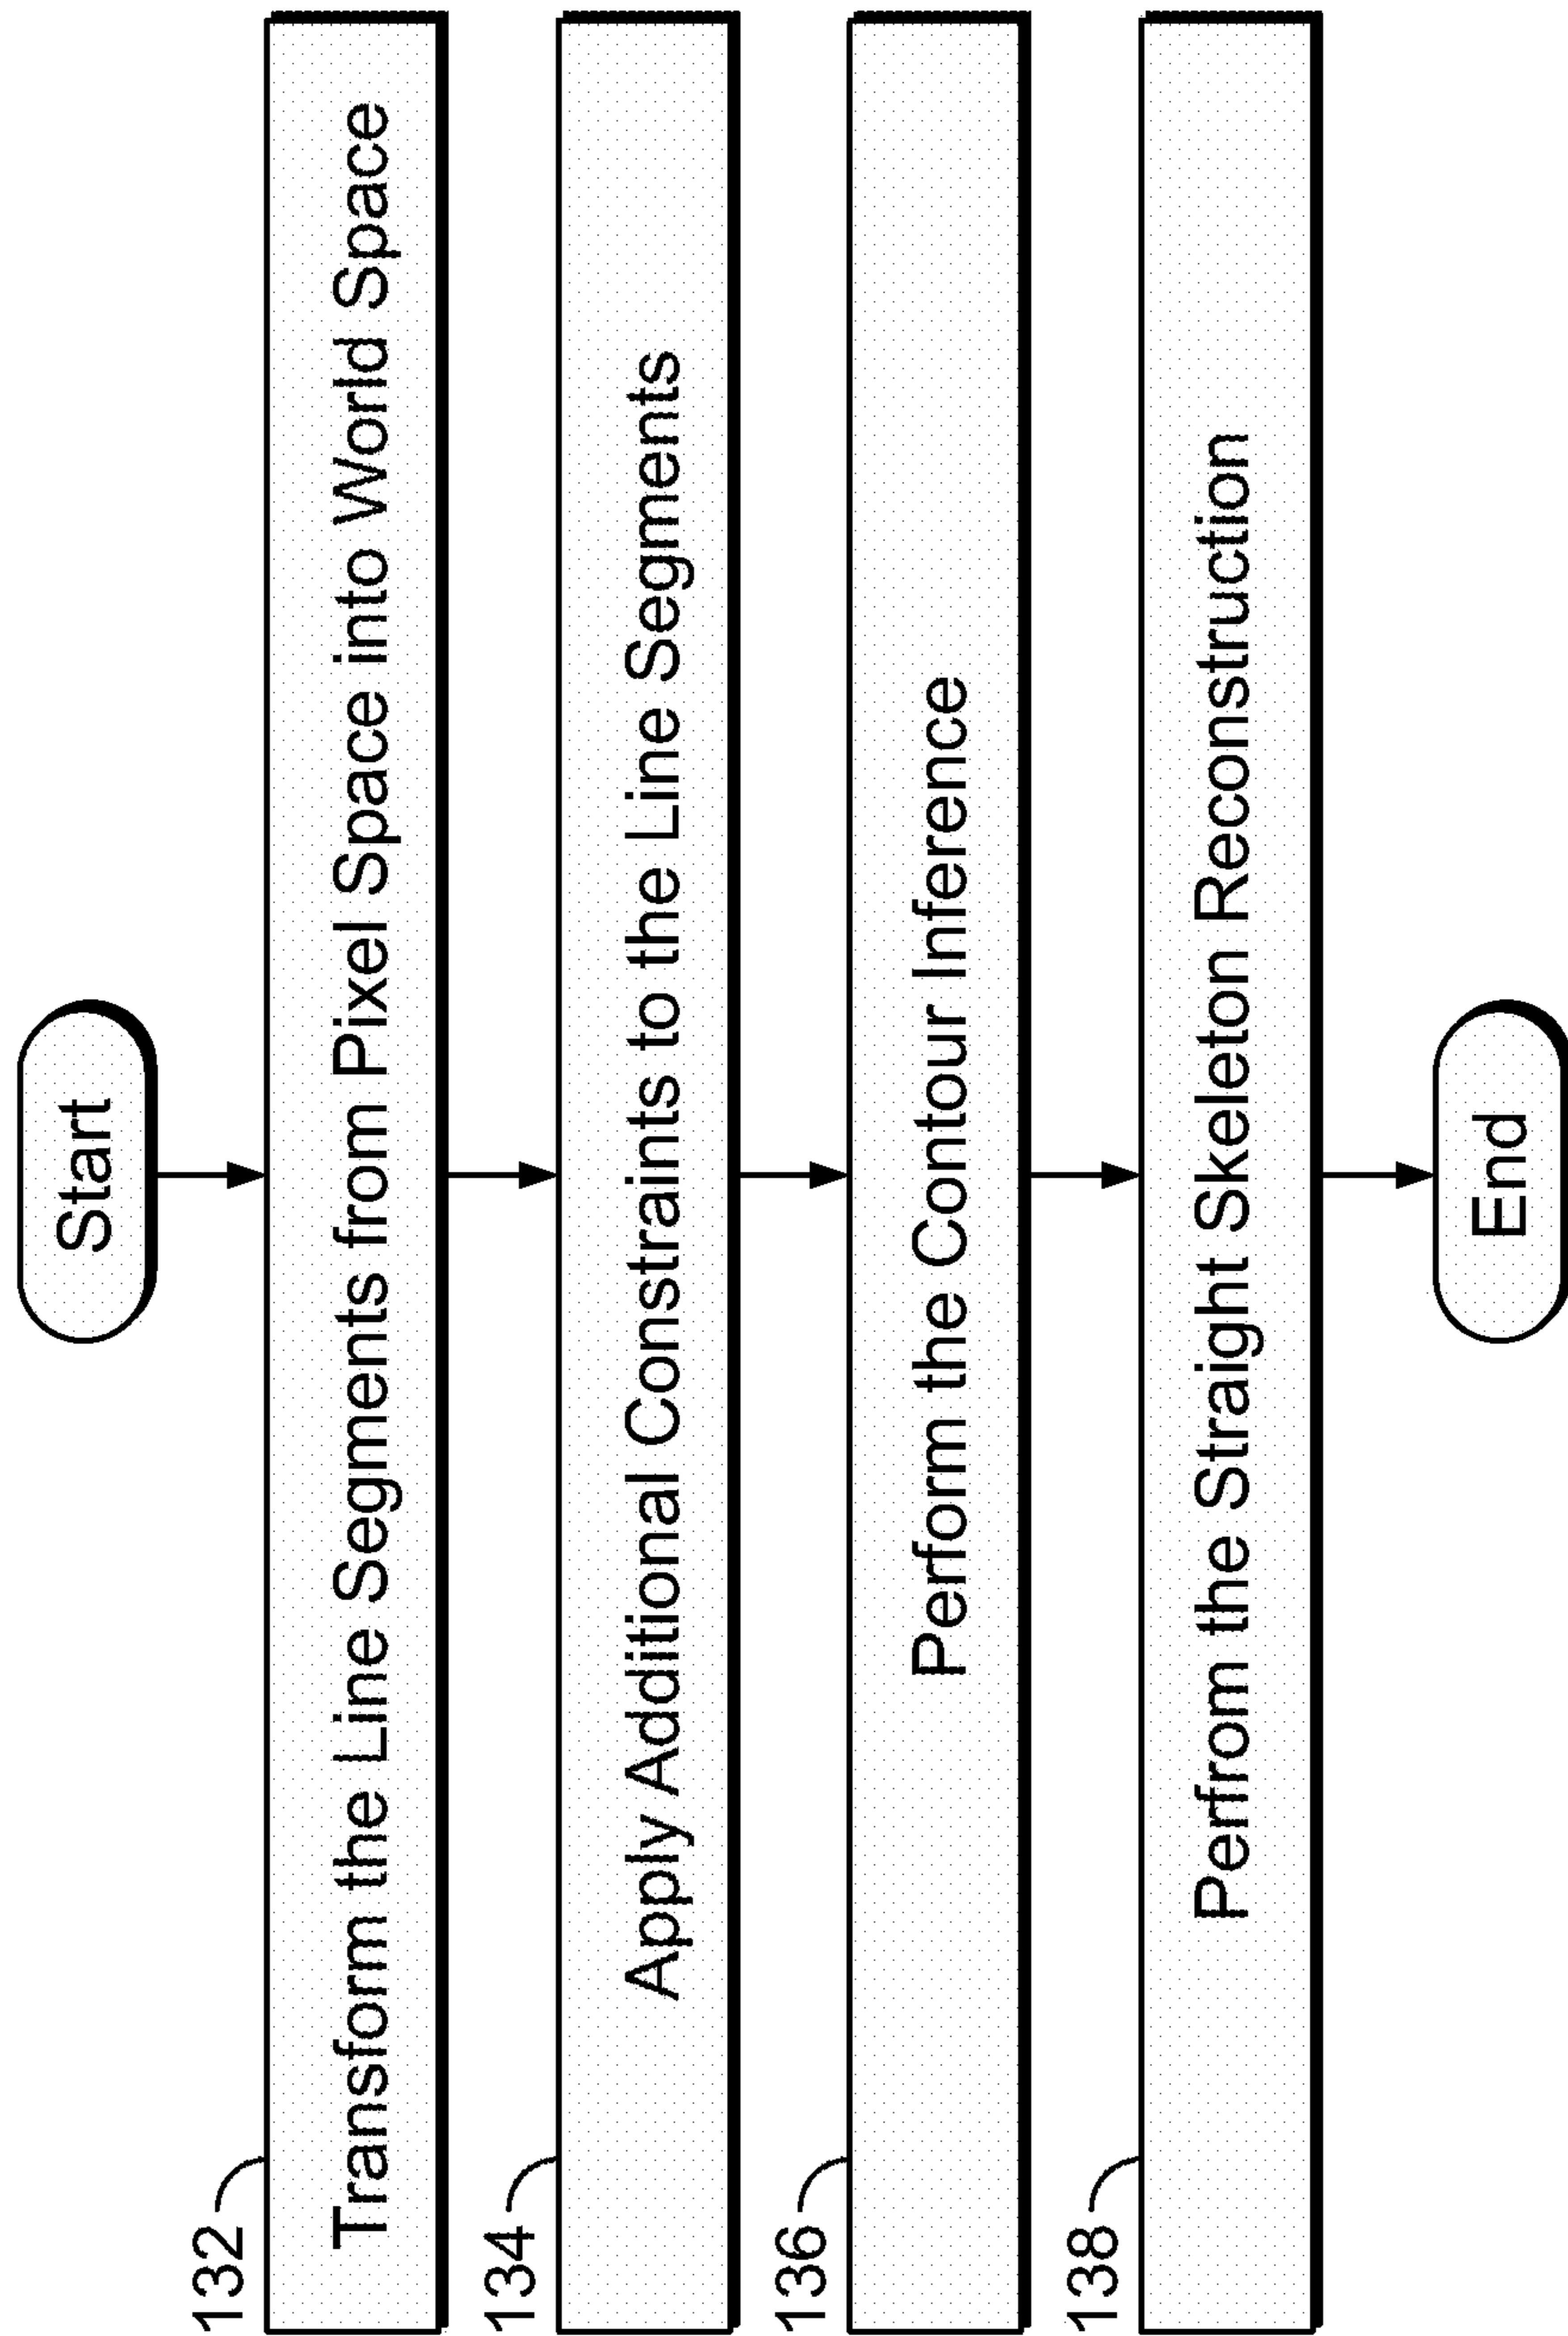 Start
132
Transform the Line Segments from Pixel Space into World Space
134
Apply Additional Constraints to the Line Segments
136
Perform the Contour Inference
138
Perfrom the Straight Skeleton Reconstruction
End